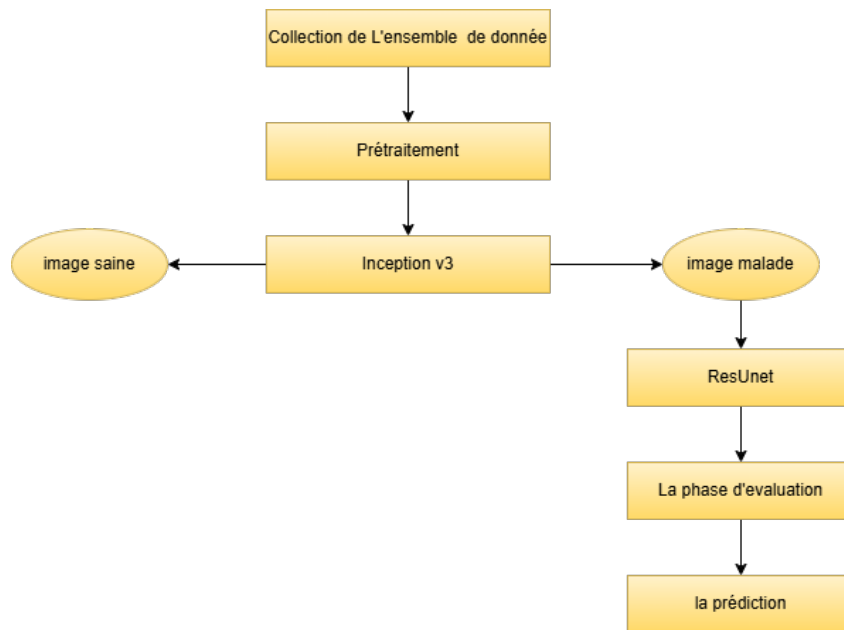 Collection de L'ensemble de donnée
Prétraitement
image saine
Inception v3
image malade
ResUnet
La phase d'evaluation
la prédiction